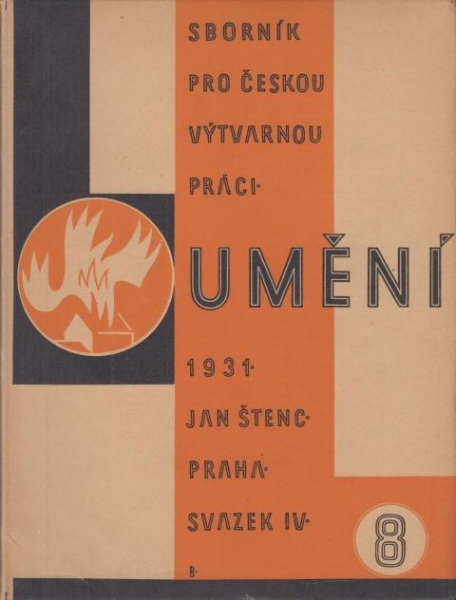 SBORNÍK
PRO ČESKOU
VÝTVARNOU
PRÁCI·
UMĚNÍ
1931·
JAN ŠTENC·
PRAHA·
SVAZEK IV·
8
B·